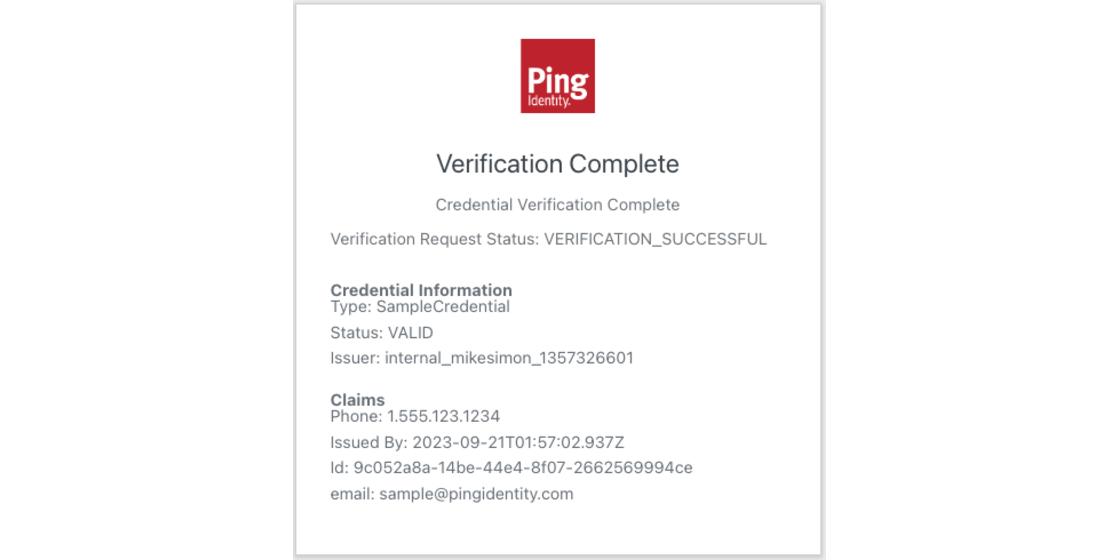 Ping
Identity.
Verification Complete
Credential Verification Complete
Verification Request Status: VERIFICATION_SUCCESSFUL
Credential Information
Type: SampleCredential
Status: VALID
Issuer: internal_mikesimon_1357326601
Claims
Phone: 1.555.123.1234
Issued By: 2023-09-21T01:57:02.937Z
Id: 9c052a8a-14be-44e4-8f07-2662569994ce
email: sample@pingidentity.com